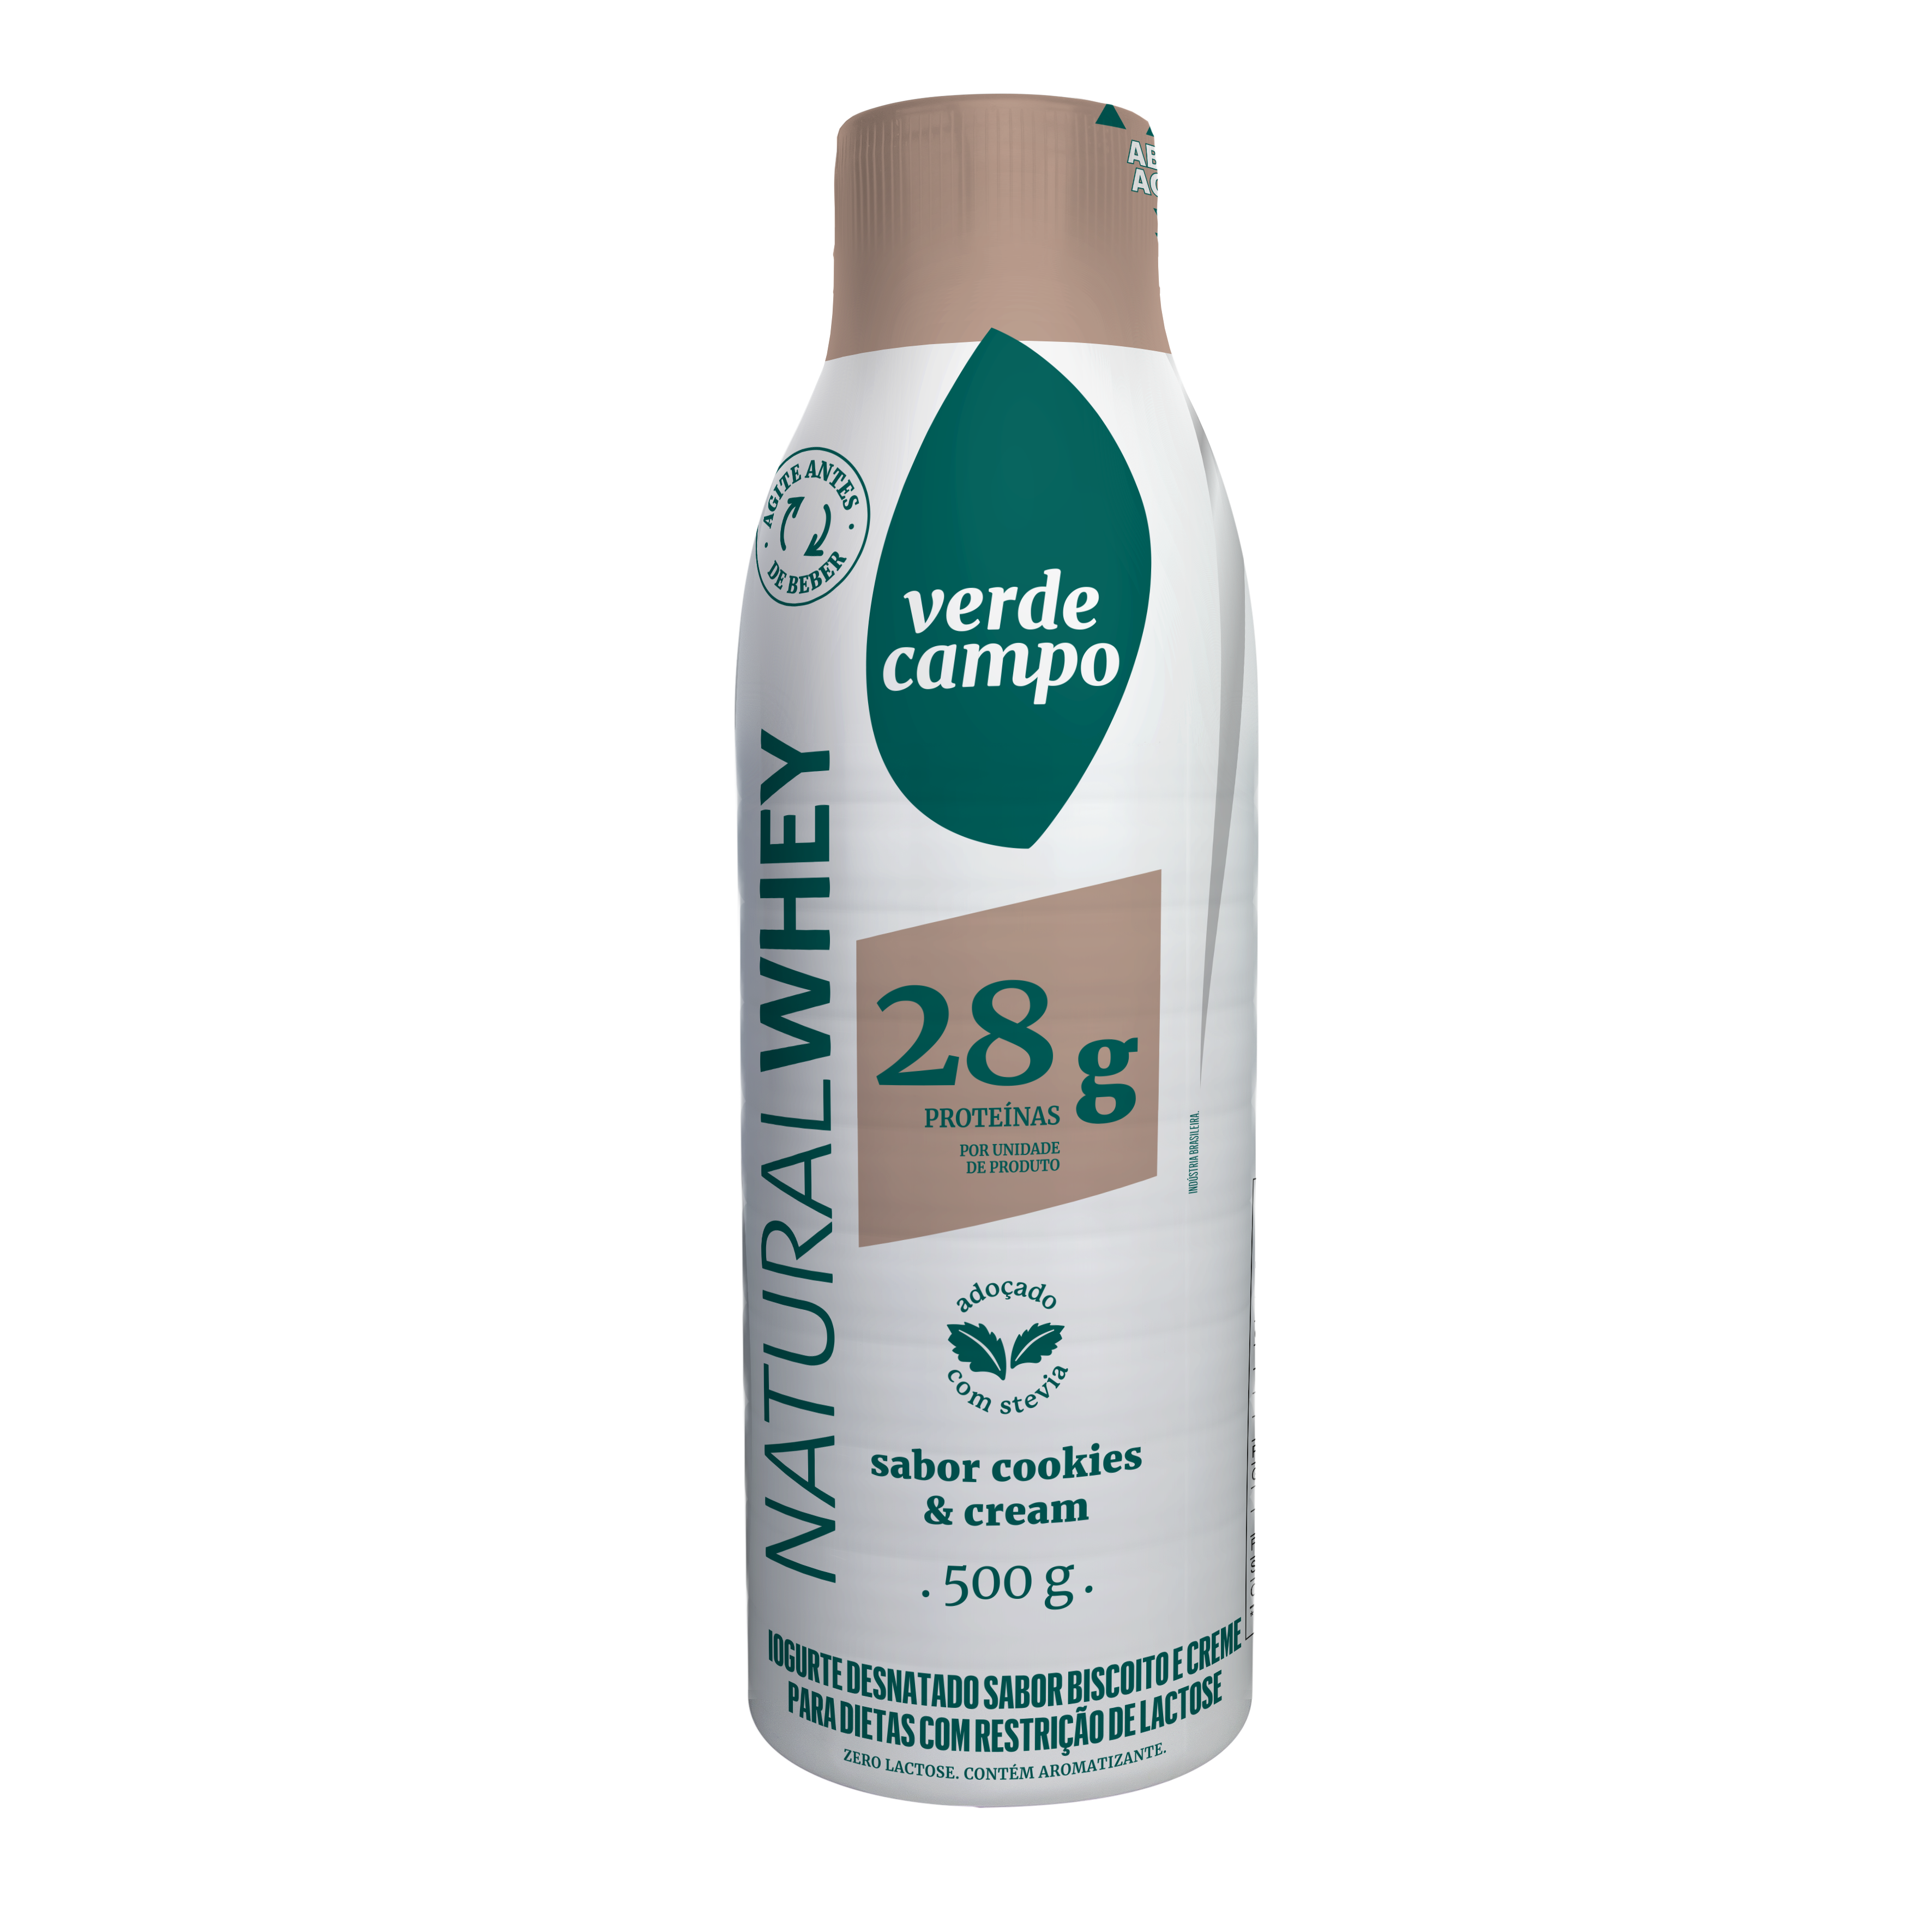 AGITE ANTES
DE BEBER
verde
campo
NATURALWHEY
28 g
PROTEÍNAS
POR UNIDADE
DE PRODUTO
INDÚSTRIA BRASILEIRA.
adoçado
com stevia
sabor cookies
& cream
. 500 g .
IOGURTE DESNATADO SABOR BISCOITO E CREME
PARA DIETAS COM RESTRIÇÃO DE LACTOSE
ZERO LACTOSE. CONTÉM AROMATIZANTE.